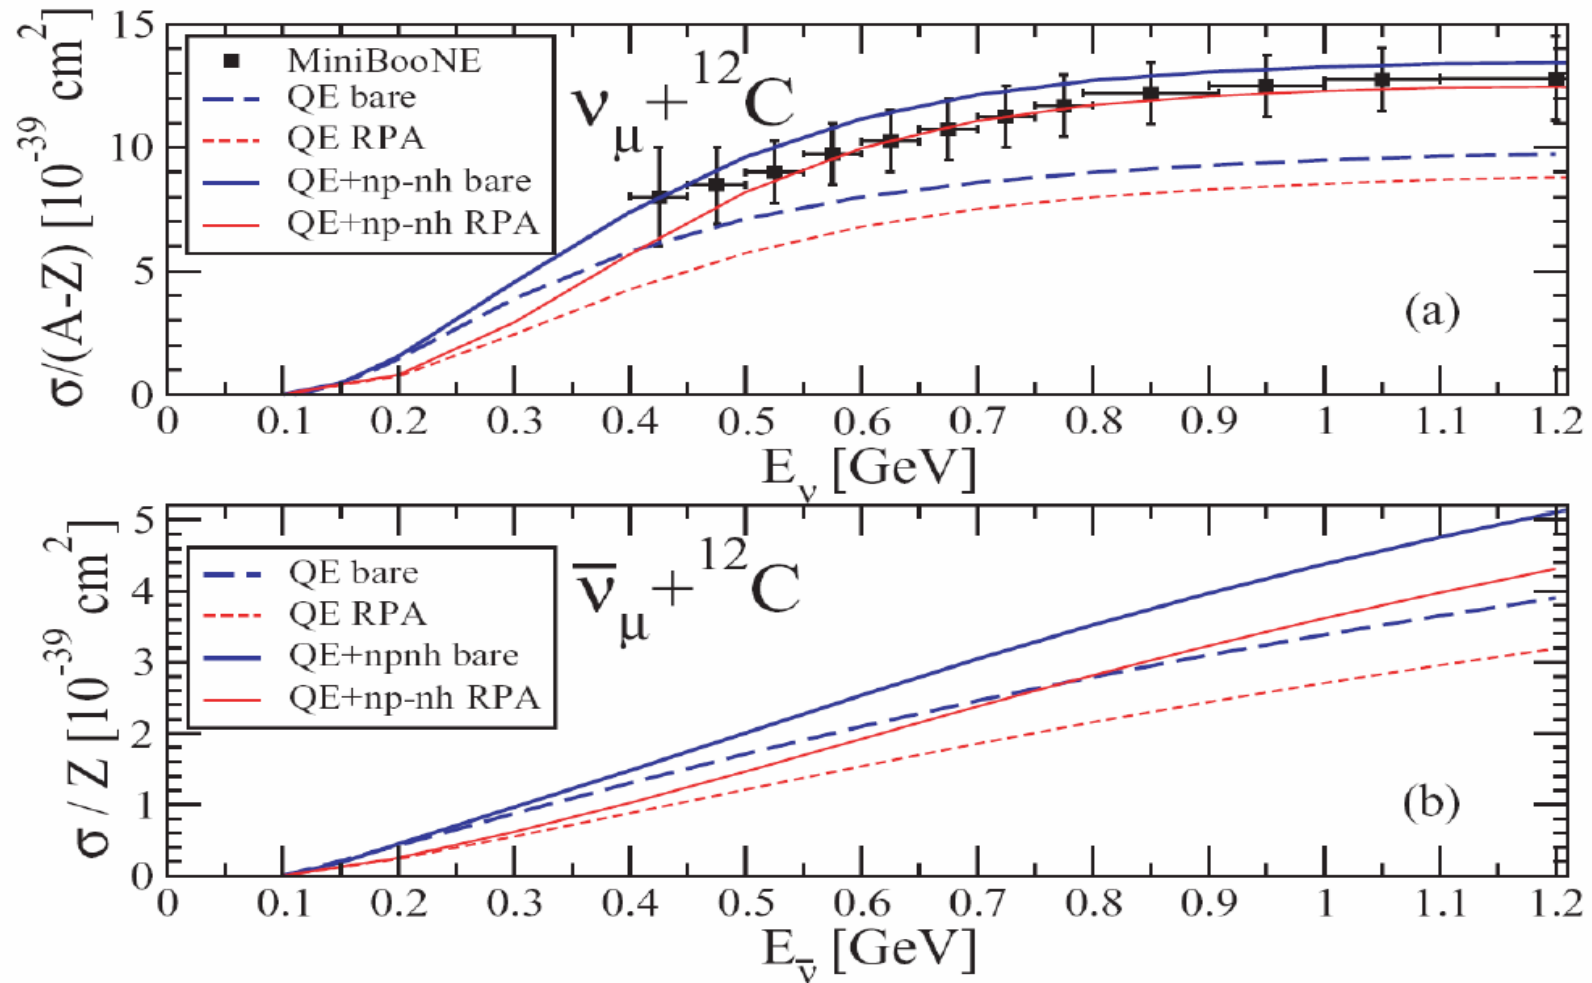 σ/(A-Z) [10⁻³⁹ cm²]
15
10
5
0
MiniBooNE
QE bare
QE RPA
QE+np-nh bare
QE+np-nh RPA
νμ + ¹²C
(a)
0 0.1 0.2 0.3 0.4 0.5 0.6 0.7 0.8 0.9 1 1.1 1.2
Eν [GeV]
σ / Z [10⁻³⁹ cm²]
5
4
3
2
1
0
QE bare
QE RPA
QE+npnh bare
QE+np-nh RPA
ν̄μ + ¹²C
(b)
0 0.1 0.2 0.3 0.4 0.5 0.6 0.7 0.8 0.9 1 1.1 1.2
Eν̄ [GeV]